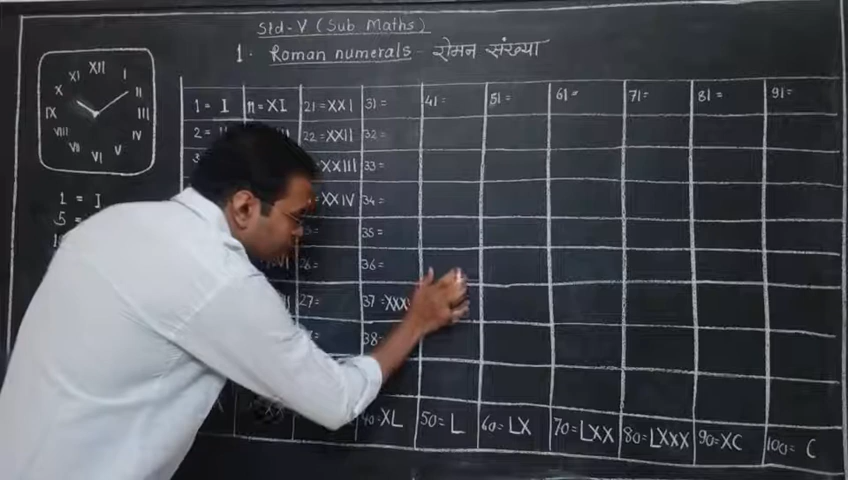 Std-V (Sub Maths)
1. Roman numerals - रोमन संख्या
XII
XI I
X II
IX III
VIII IV
VII V
VI
1 = I
5 =
1 = I 11 = XI 21 = XXI 31 = 41 = 51 = 61 = 71 = 81 = 91 =
2 = 22 = XXII 32 =
XXIII 33 =
XXIV 34 =
35 =
26 = 36 =
27 = 37 = XXX
38 =
40 = XL 50 = L 60 = LX 70 = LXX 80 = LXXX 90 = XC 100 = C